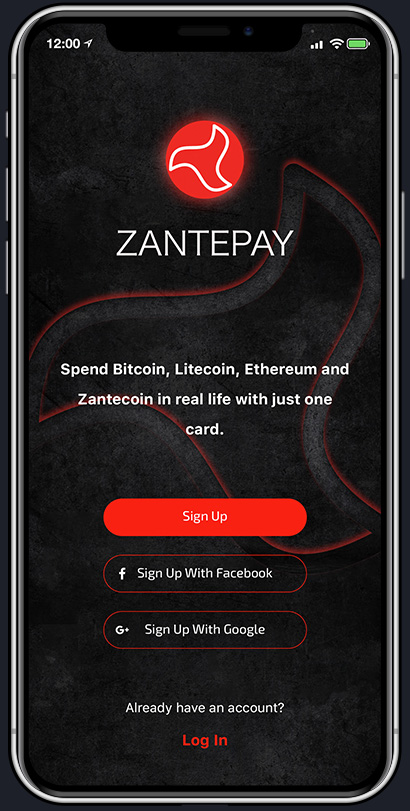 12:00
ZANTEPAY
Spend Bitcoin, Litecoin, Ethereum and
Zantecoin in real life with just one
card.
Sign Up
f Sign Up With Facebook
G+ Sign Up With Google
Already have an account?
Log In